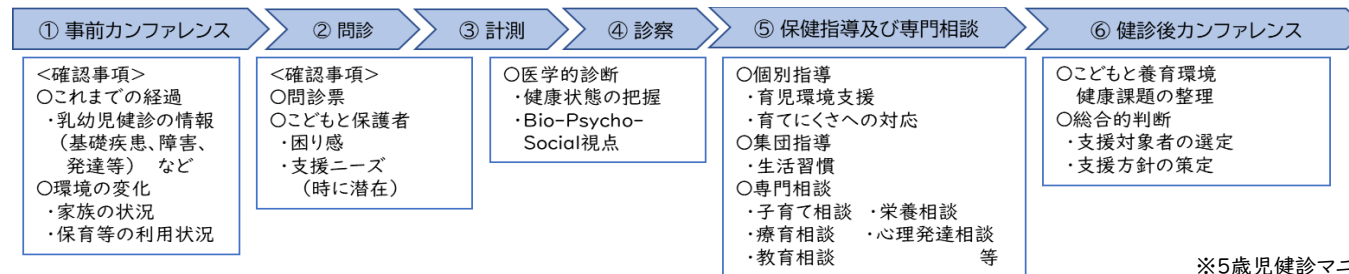 ① 事前カンファレンス
② 問診
③ 計測
④ 診察
⑤ 保健指導及び専門相談
⑥ 健診後カンファレンス
<確認事項>
○これまでの経過
・乳幼児健診の情報
(基礎疾患、障害、
発達等) など
○環境の変化
・家族の状況
・保育等の利用状況
<確認事項>
○問診票
○こどもと保護者
・困り感
・支援ニーズ
(時に潜在)
○医学的診断
・健康状態の把握
・Bio-Psycho-
Social視点
○個別指導
・育児環境支援
・育てにくさへの対応
○集団指導
・生活習慣
○専門相談
・子育て相談 ・栄養相談
・療育相談 ・心理発達相談
・教育相談 等
○こどもと養育環境
健康課題の整理
○総合的判断
・支援対象者の選定
・支援方針の策定
※5歳児健診マニ